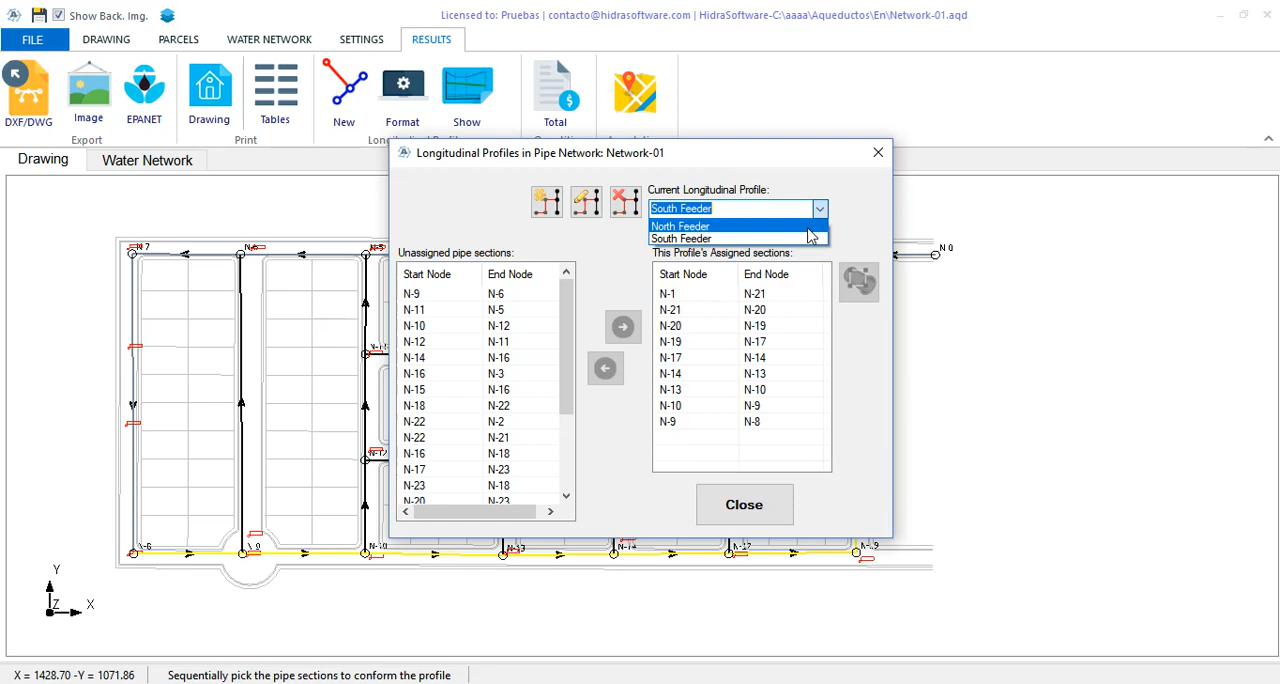 Show Back. Img.
Licensed to: Pruebas | contacto@hidrasoftware.com | HidraSoftware-C:\aaaa\Aqueductos\En\Network-01.aqd
FILE DRAWING PARCELS WATER NETWORK SETTINGS RESULTS
DXF/DWG Image EPANET Drawing Tables New Format Show Total
Export Print
Drawing Water Network
Longitudinal Profiles in Pipe Network: Network-01
Current Longitudinal Profile:
South Feeder
North Feeder
South Feeder
Unassigned pipe sections:
Start Node End Node
N-9 N-6
N-11 N-5
N-10 N-12
N-12 N-11
N-14 N-16
N-16 N-3
N-15 N-16
N-18 N-22
N-22 N-2
N-22 N-21
N-16 N-18
N-17 N-23
N-23 N-18
N-20 N-23
This Profile's Assigned sections:
Start Node End Node
N-1 N-21
N-21 N-20
N-20 N-19
N-19 N-17
N-17 N-14
N-14 N-13
N-13 N-10
N-10 N-9
N-9 N-8
Close
Y
Z X
X = 1428.70 -Y = 1071.86 Sequentially pick the pipe sections to conform the profile